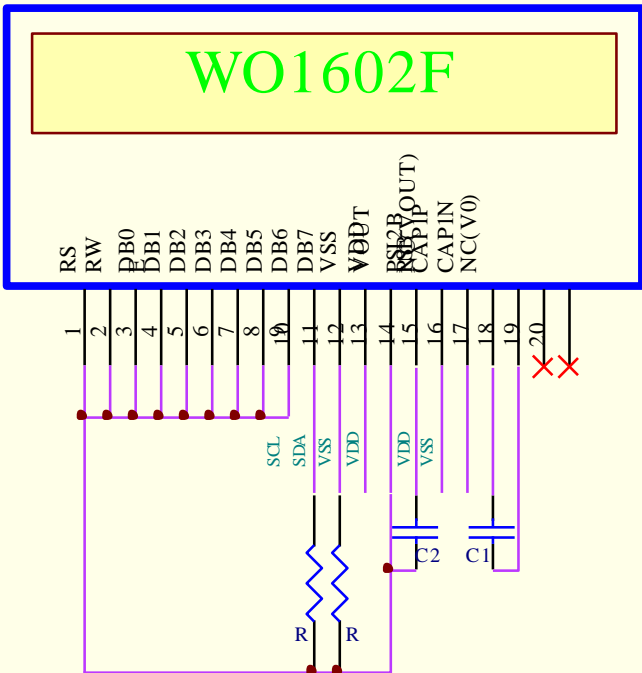 WO1602F
RS
RW
DB0
E
DB1
DB2
DB3
DB4
DB5
DB6
DB7
VSS
VOUT
CAP1P
CAP1N
NC(V0)
1
2
3
4
5
6
7
8
9
10
11
12
13
14
15
16
17
18
19
20
SCL
SDA
VSS
VDD
VDD
VSS
C2
C1
R
R